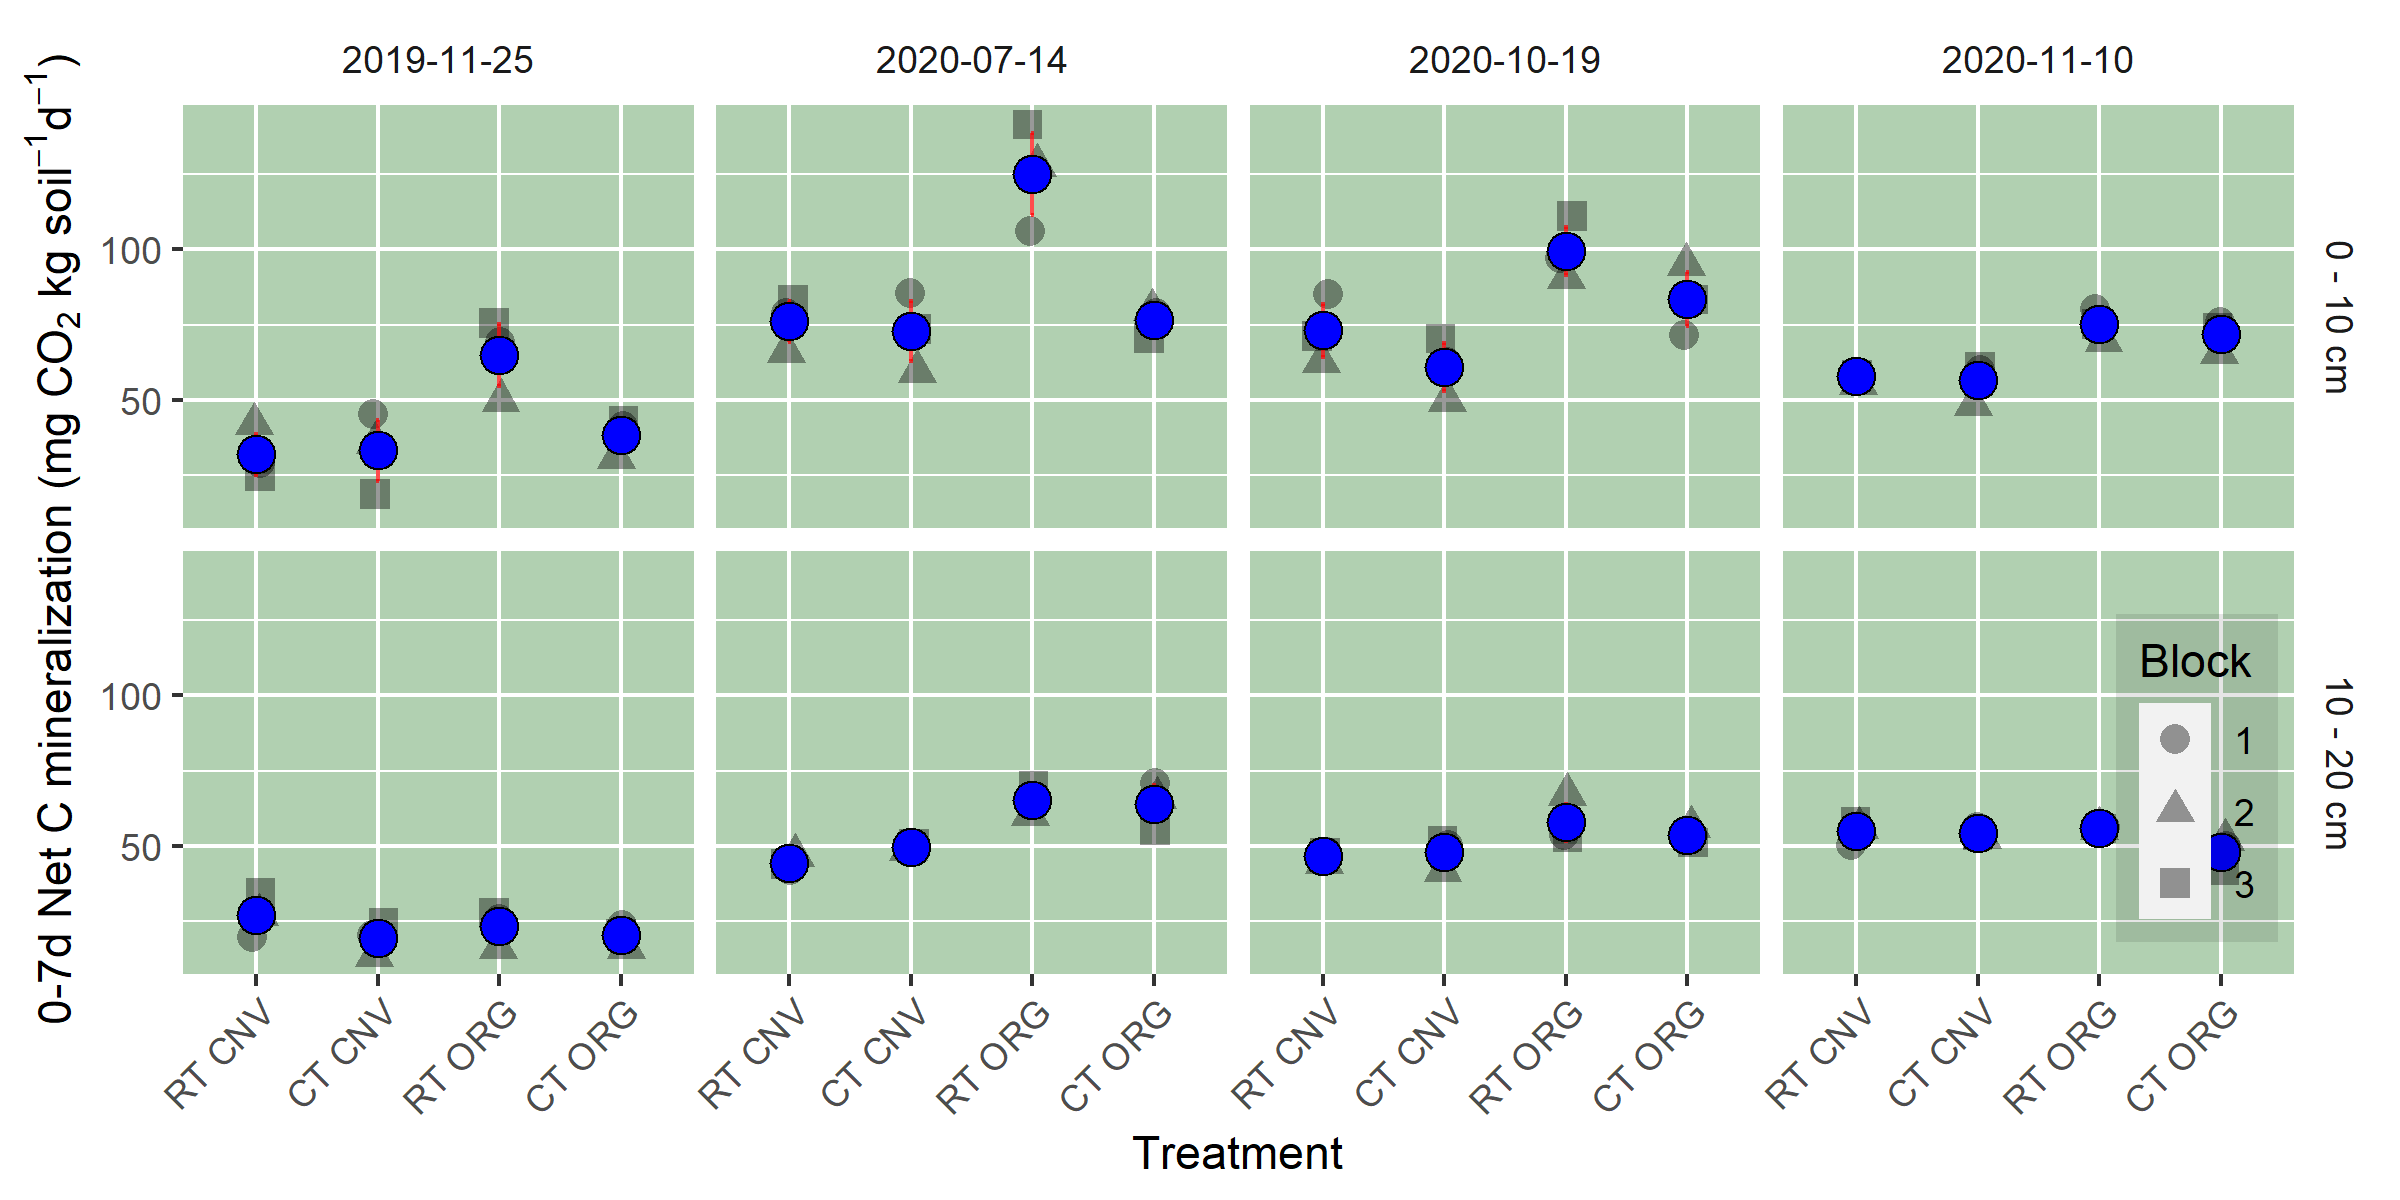 2019-11-25
2020-07-14
2020-10-19
2020-11-10
0-7d Net C mineralization (mg CO₂ kg soil⁻¹d⁻¹)
100
50
0 - 10 cm
100
50
10 - 20 cm
Block
1
2
3
RT CNV
CT CNV
RT ORG
CT ORG
RT CNV
CT CNV
RT ORG
CT ORG
RT CNV
CT CNV
RT ORG
CT ORG
RT CNV
CT CNV
RT ORG
CT ORG
Treatment